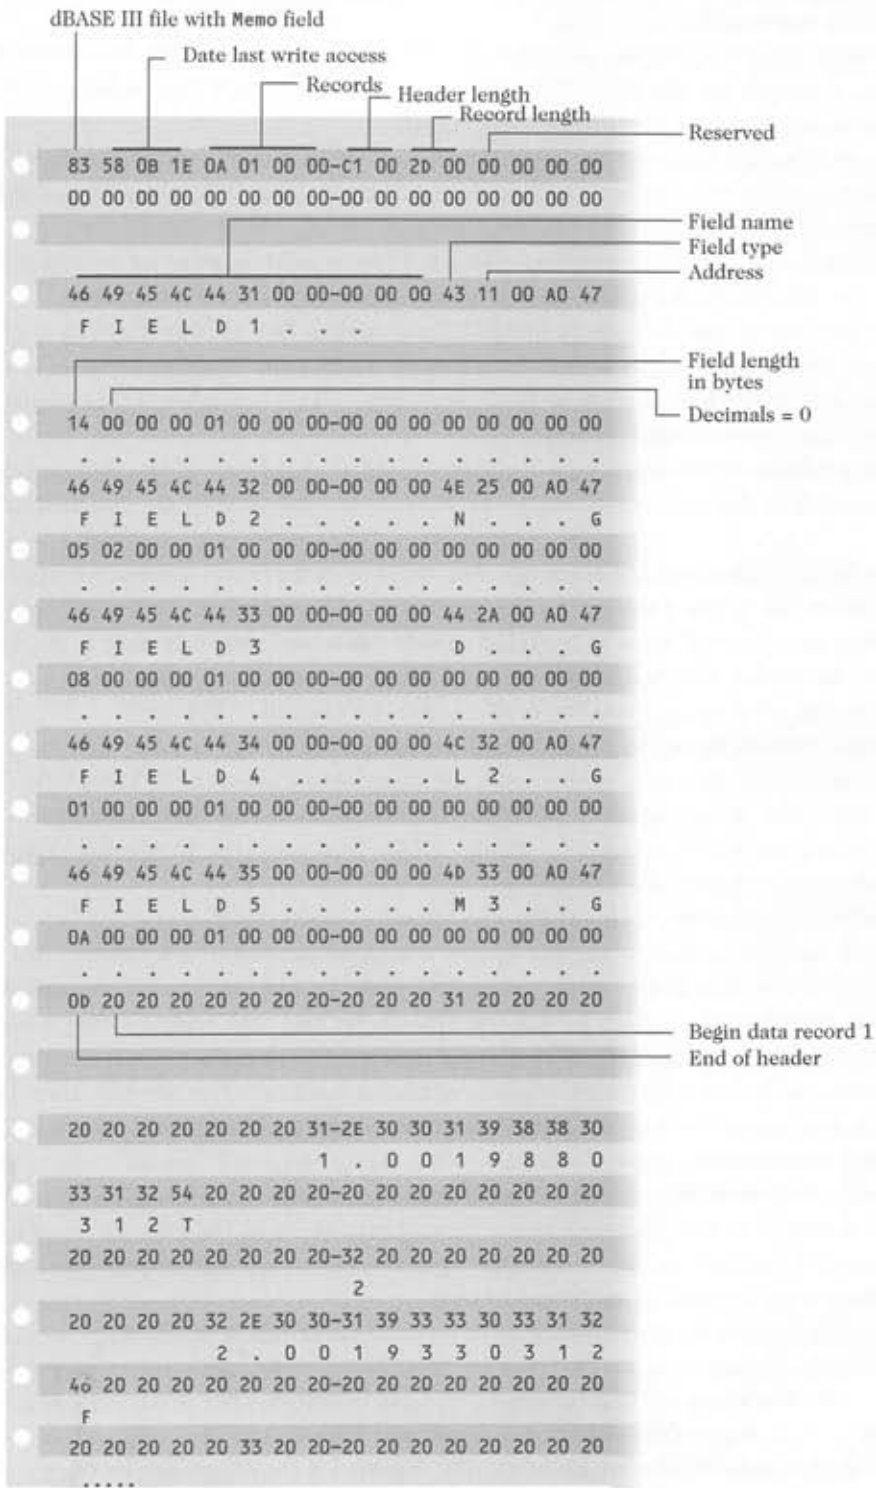 dBASE III file with Memo field
Date last write access
Records
Header length
Record length
Reserved
83 58 0B 1E 0A 01 00 00-C1 00 2D 00 00 00 00 00
00 00 00 00 00 00 00 00-00 00 00 00 00 00 00 00
Field name
Field type
Address
46 49 45 4C 44 31 00 00-00 00 00 43 11 00 A0 47
F I E L D 1 . . .
Field length
in bytes
Decimals = 0
14 00 00 00 01 00 00 00-00 00 00 00 00 00 00 00
. . . . . . . . . . . . . . . .
46 49 45 4C 44 32 00 00-00 00 00 4E 25 00 A0 47
F I E L D 2 . . . . . N . . . G
05 02 00 00 01 00 00 00-00 00 00 00 00 00 00 00
. . . . . . . . . . . . . . . .
46 49 45 4C 44 33 00 00-00 00 00 44 2A 00 A0 47
F I E L D 3 D . . . G
08 00 00 00 01 00 00 00-00 00 00 00 00 00 00 00
. . . . . . . . . . . . . . . .
46 49 45 4C 44 34 00 00-00 00 00 4C 32 00 A0 47
F I E L D 4 . . . . . L 2 . . G
01 00 00 00 01 00 00 00-00 00 00 00 00 00 00 00
. . . . . . . . . . . . . . . .
46 49 45 4C 44 35 00 00-00 00 00 4D 33 00 A0 47
F I E L D 5 . . . . . M 3 . . G
0A 00 00 00 01 00 00 00-00 00 00 00 00 00 00 00
. . . . . . . . . . . . . . . .
0D 20 20 20 20 20 20 20-20 20 20 31 20 20 20 20
Begin data record 1
End of header
20 20 20 20 20 20 20 31-2E 30 30 31 39 38 38 30
1 . 0 0 1 9 8 8 0
33 31 32 54 20 20 20 20-20 20 20 20 20 20 20 20
3 1 2 T
20 20 20 20 20 20 20 20-32 20 20 20 20 20 20 20
2
20 20 20 20 32 2E 30 30-31 39 33 33 30 33 31 32
2 . 0 0 1 9 3 3 0 3 1 2
46 20 20 20 20 20 20 20-20 20 20 20 20 20 20 20
F
20 20 20 20 20 33 20 20-20 20 20 20 20 20 20 20
.....